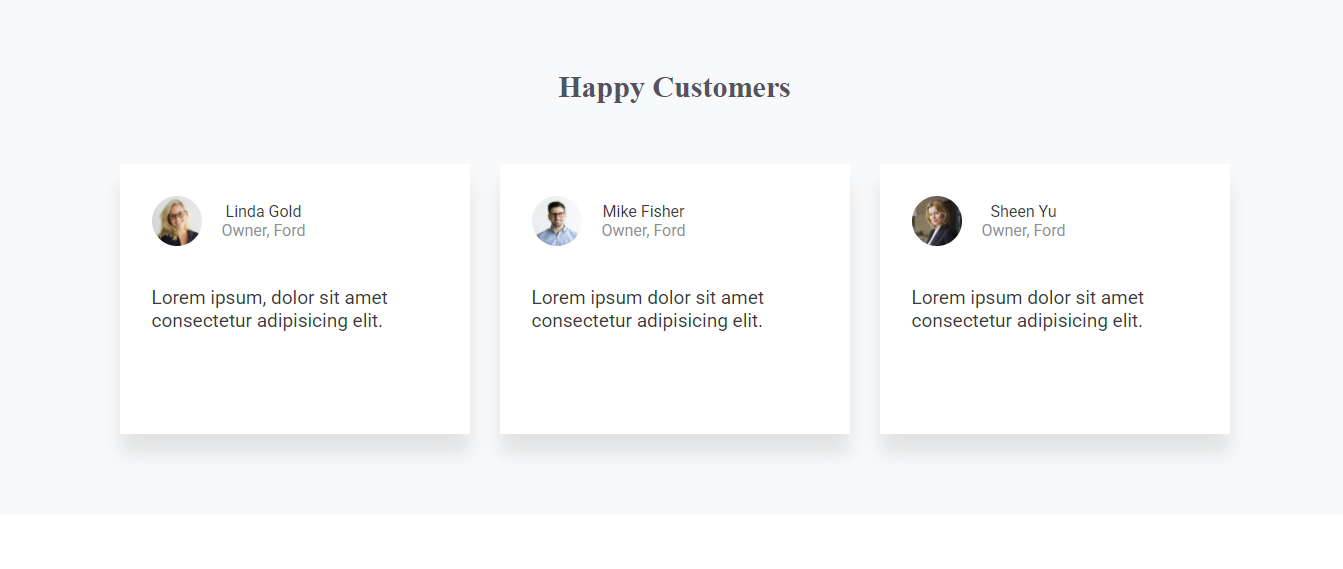 Happy Customers
Linda Gold
Owner, Ford
Lorem ipsum, dolor sit amet
consectetur adipisicing elit.
Mike Fisher
Owner, Ford
Lorem ipsum dolor sit amet
consectetur adipisicing elit.
Sheen Yu
Owner, Ford
Lorem ipsum dolor sit amet
consectetur adipisicing elit.